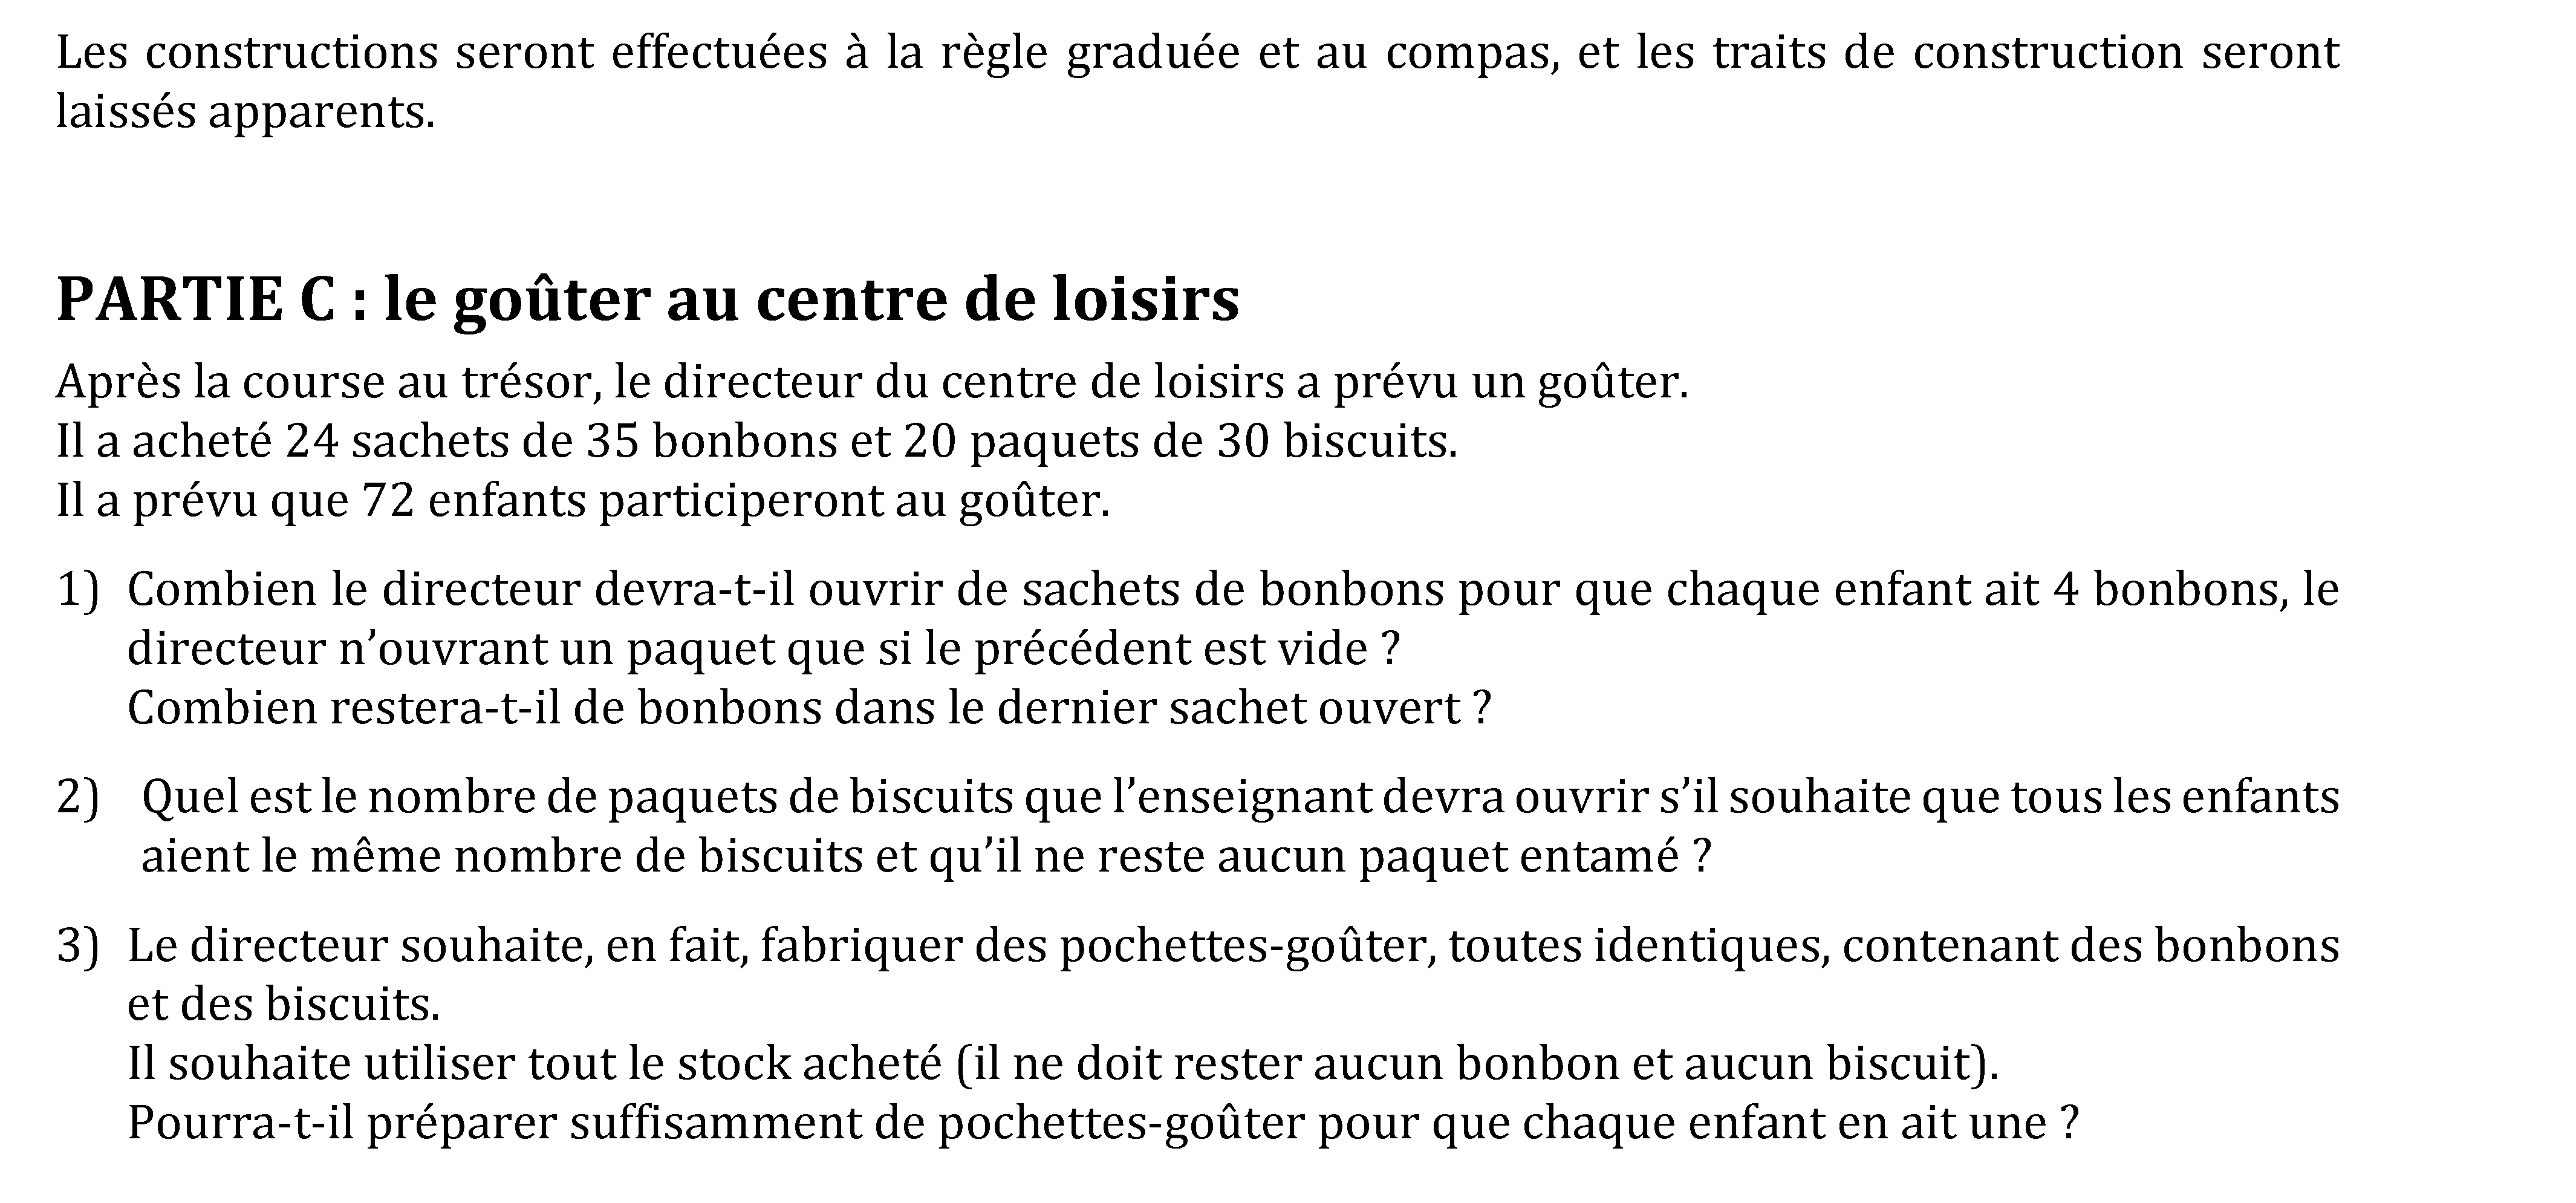 Les constructions seront effectuées à la règle graduée et au compas, et les traits de construction seront
laissés apparents.
PARTIE C : le goûter au centre de loisirs
Après la course au trésor, le directeur du centre de loisirs a prévu un goûter.
Il a acheté 24 sachets de 35 bonbons et 20 paquets de 30 biscuits.
Il a prévu que 72 enfants participeront au goûter.
1) Combien le directeur devra-t-il ouvrir de sachets de bonbons pour que chaque enfant ait 4 bonbons, le
directeur n’ouvrant un paquet que si le précédent est vide ?
Combien restera-t-il de bonbons dans le dernier sachet ouvert ?
2) Quel est le nombre de paquets de biscuits que l’enseignant devra ouvrir s’il souhaite que tous les enfants
aient le même nombre de biscuits et qu’il ne reste aucun paquet entamé ?
3) Le directeur souhaite, en fait, fabriquer des pochettes-goûter, toutes identiques, contenant des bonbons
et des biscuits.
Il souhaite utiliser tout le stock acheté (il ne doit rester aucun bonbon et aucun biscuit).
Pourra-t-il préparer suffisamment de pochettes-goûter pour que chaque enfant en ait une ?